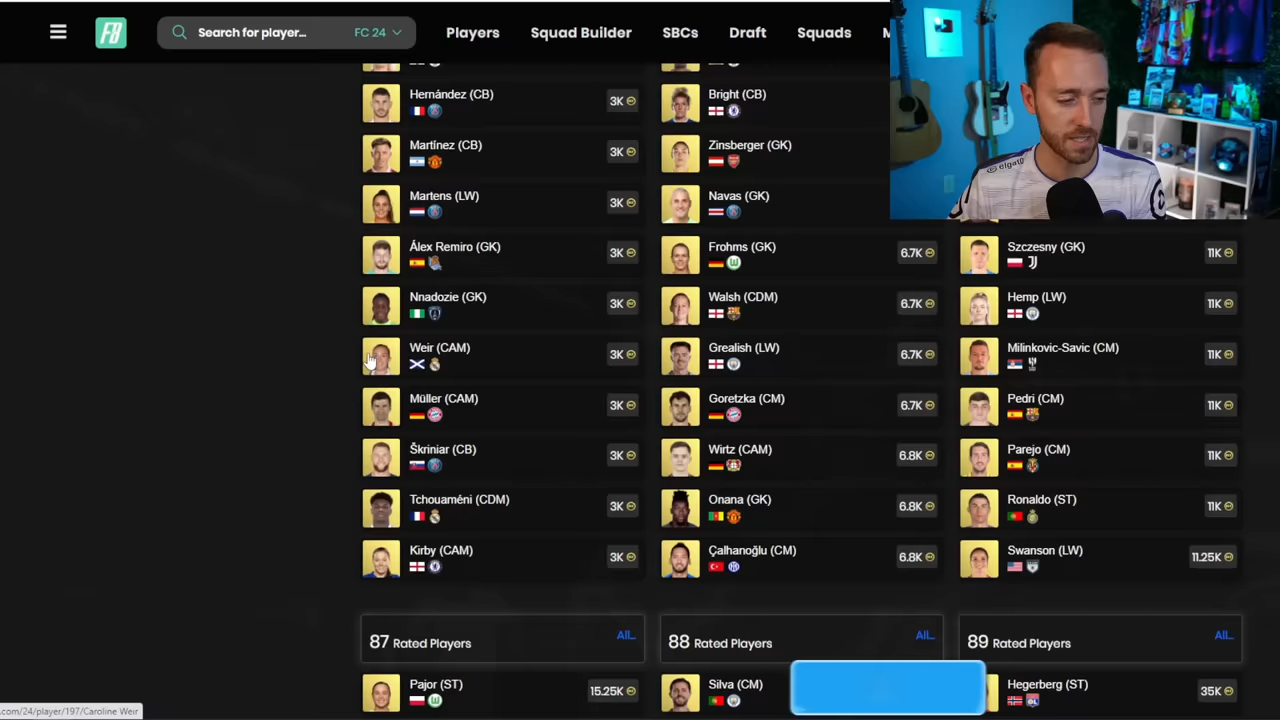 FB
Search for player...
FC 24
Players
Squad Builder
SBCs
Draft
Squads
M
Hernández (CB)
3K
Bright (CB)
elgato
Martínez (CB)
3K
Zinsberger (GK)
Martens (LW)
3K
Navas (GK)
Álex Remiro (GK)
3K
Frohms (GK)
6.7K
Szczesny (GK)
11K
Nnadozie (GK)
3K
Walsh (CDM)
6.7K
Hemp (LW)
11K
Weir (CAM)
3K
Grealish (LW)
6.7K
Milinkovic-Savic (CM)
11K
Müller (CAM)
3K
Goretzka (CM)
6.7K
Pedri (CM)
11K
Škriniar (CB)
3K
Wirtz (CAM)
6.8K
Parejo (CM)
11K
Tchouaméni (CDM)
3K
Onana (GK)
6.8K
Ronaldo (ST)
11K
Kirby (CAM)
3K
Çalhanoğlu (CM)
6.8K
Swanson (LW)
11.25K
87 Rated Players
All...
88 Rated Players
All...
89 Rated Players
All...
Pajor (ST)
15.25K
Silva (CM)
Hegerberg (ST)
35K
.com/24/player/197/Caroline Weir